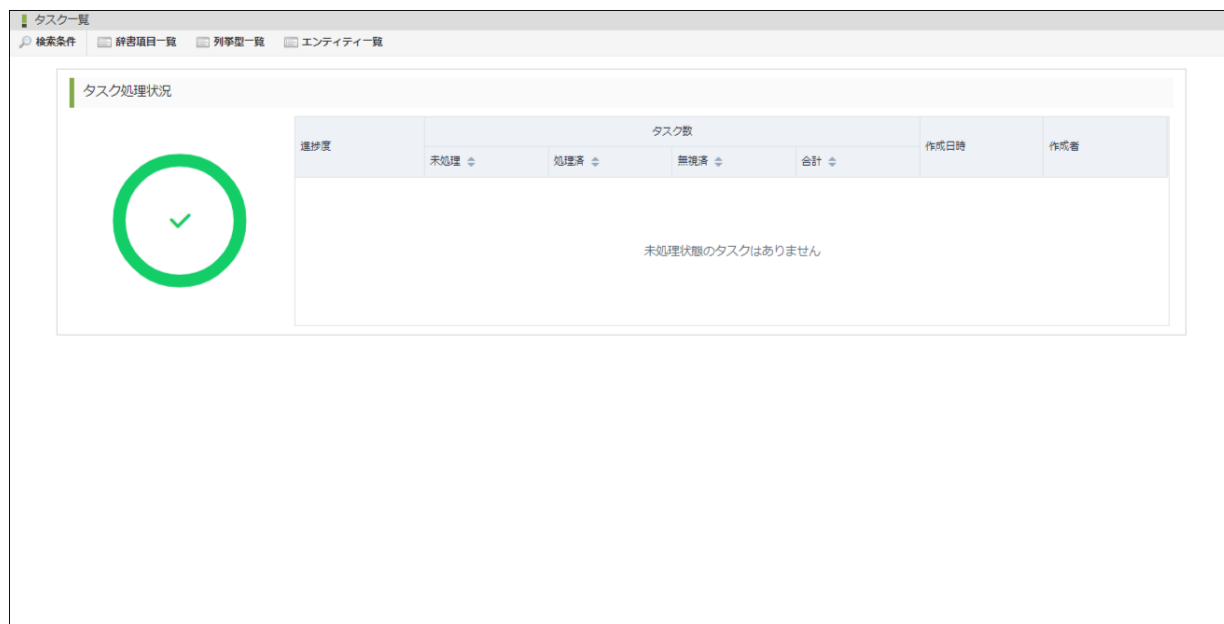 タスク一覧
検索条件 辞書項目一覧 列挙型一覧 エンティティ一覧
タスク処理状況
進捗度 タスク数 作成日時 作成者
未処理 処理済 無視済 合計
未処理状態のタスクはありません